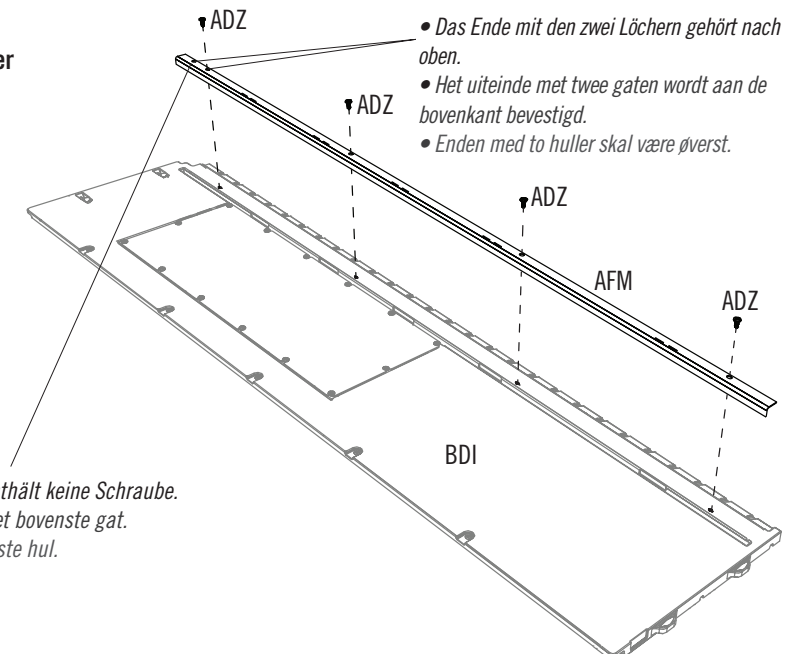 er
ADZ
• Das Ende mit den zwei Löchern gehört nach
oben.
• Het uiteinde met twee gaten wordt aan de
bovenkant bevestigd.
• Enden med to huller skal være øverst.
ADZ
ADZ
AFM
ADZ
BDI
thält keine Schraube.
et bovenste gat.
ste hul.